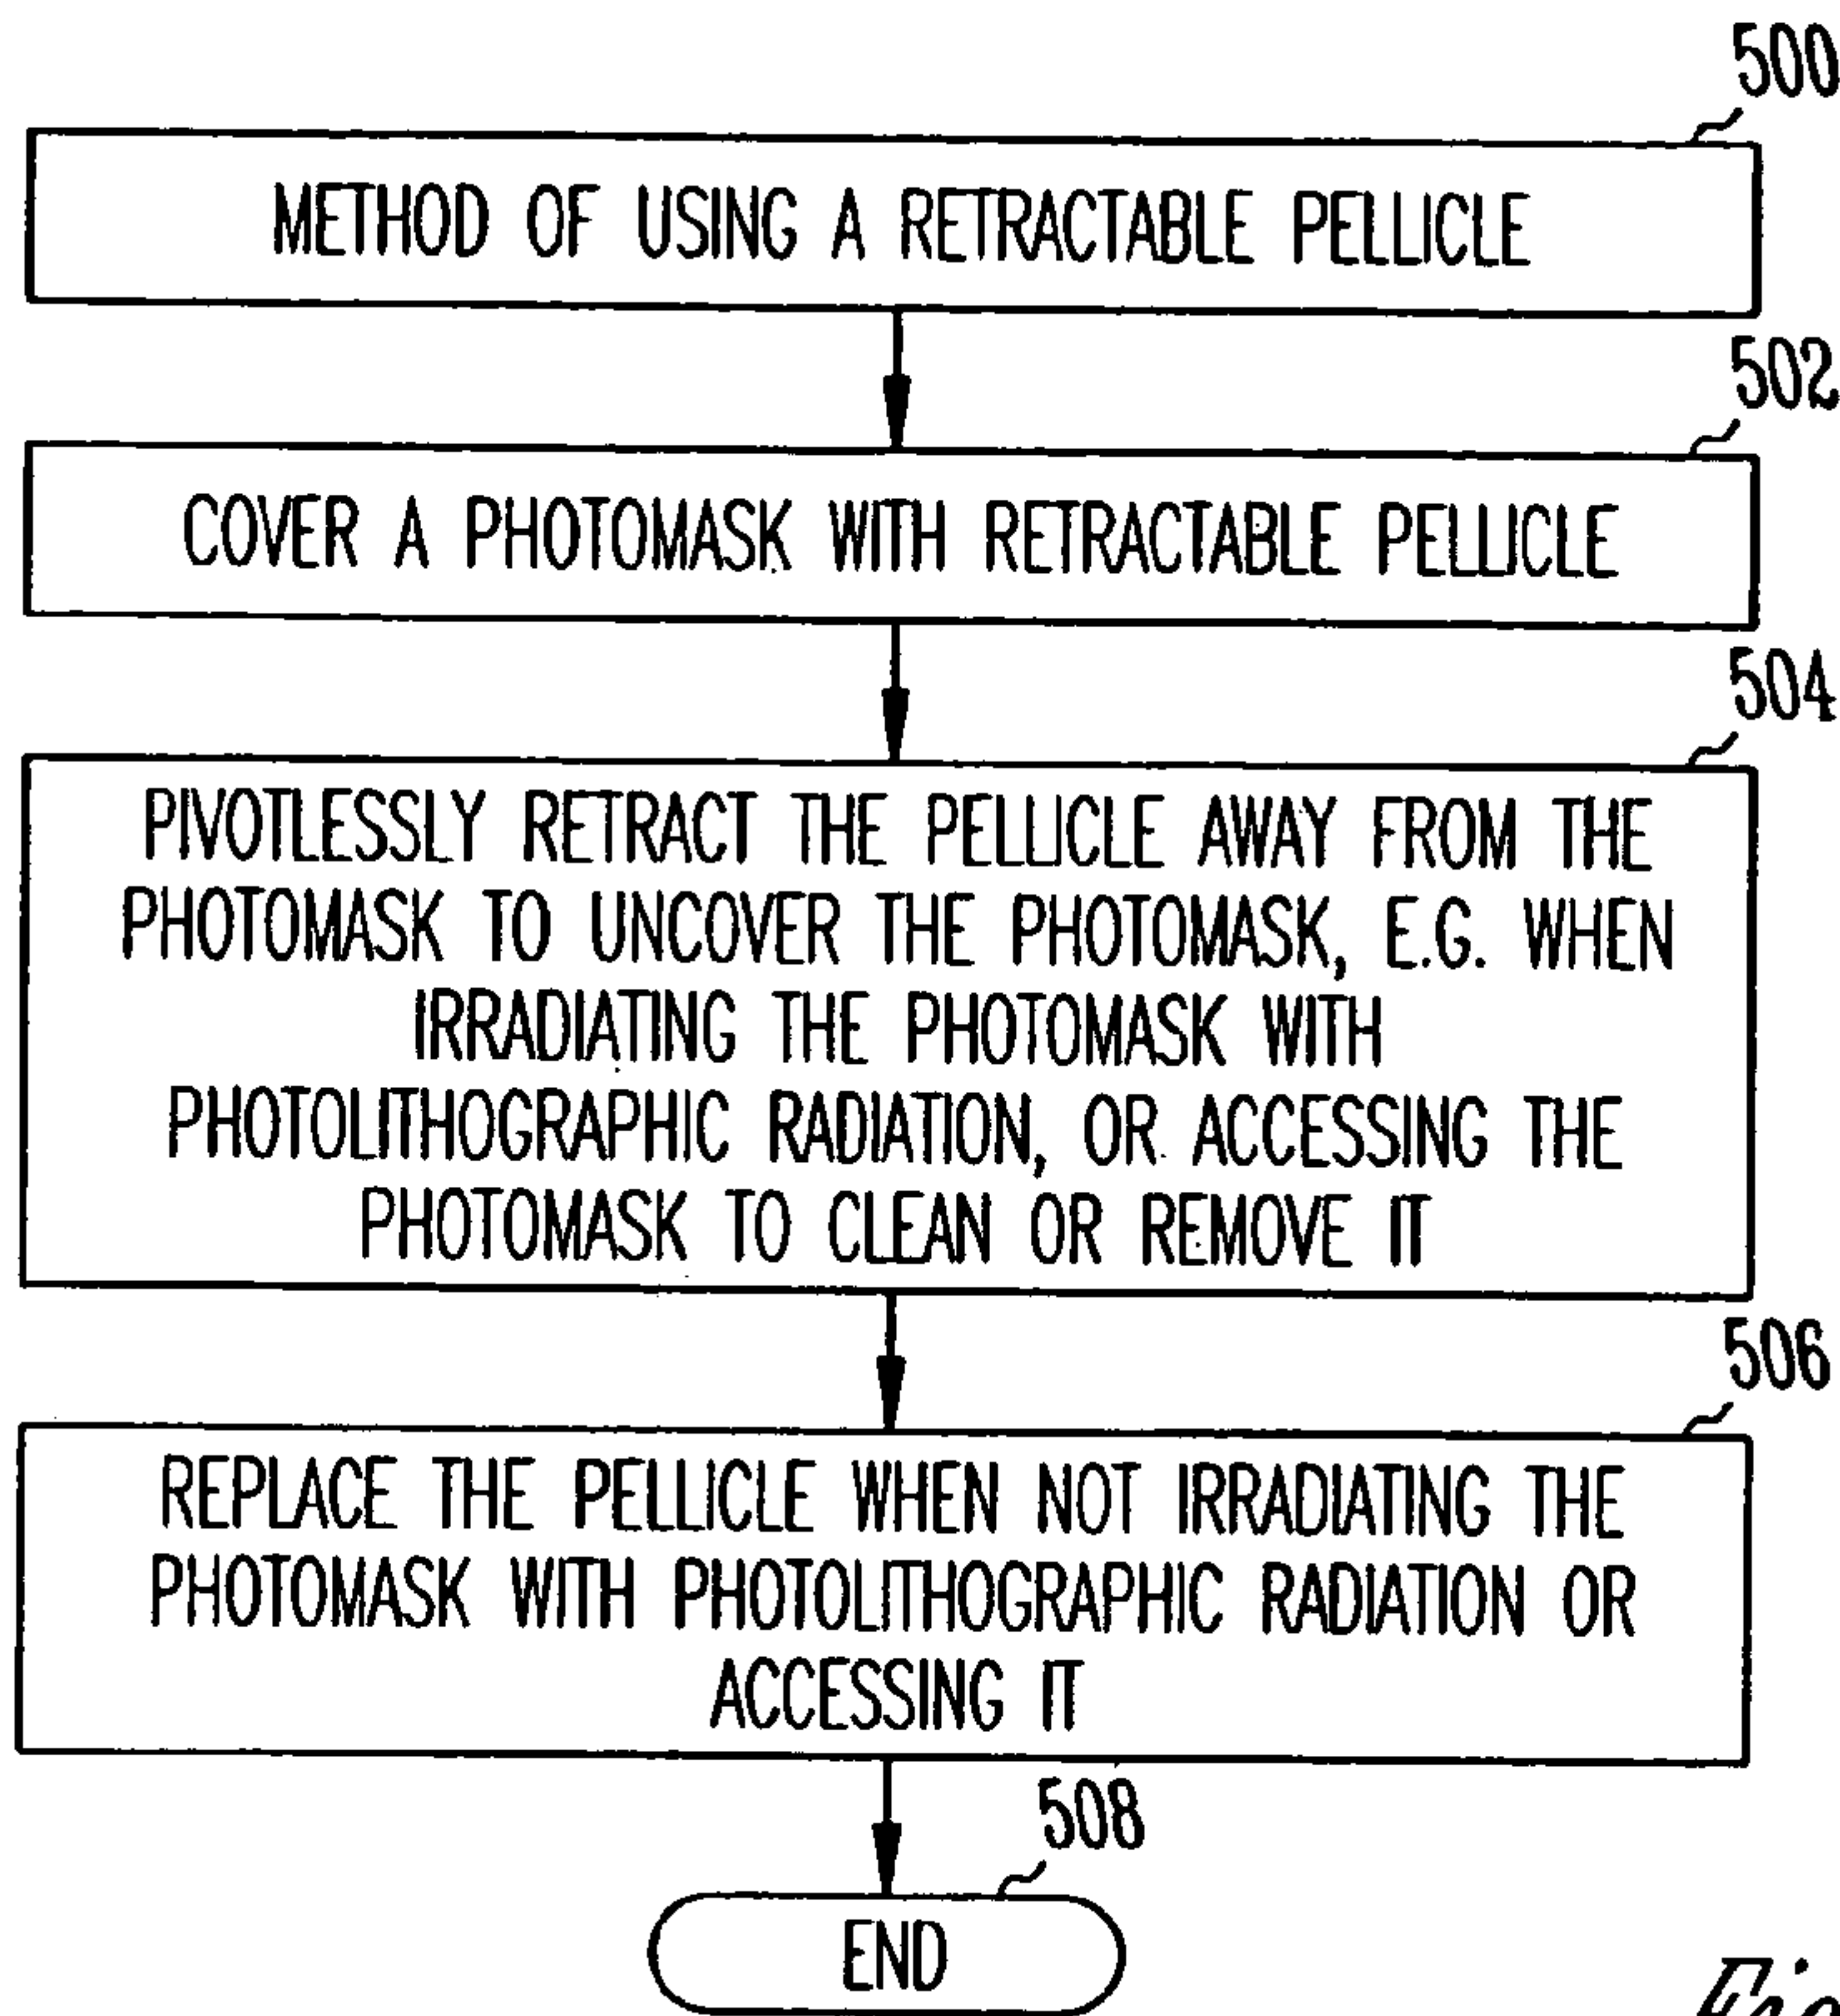 500
METHOD OF USING A RETRACTABLE PELLICLE
502
COVER A PHOTOMASK WITH RETRACTABLE PELLICLE
504
PIVOTLESSLY RETRACT THE PELLICLE AWAY FROM THE
PHOTOMASK TO UNCOVER THE PHOTOMASK, E.G. WHEN
IRRADIATING THE PHOTOMASK WITH
PHOTOLITHOGRAPHIC RADIATION, OR ACCESSING THE
PHOTOMASK TO CLEAN OR REMOVE IT
506
REPLACE THE PELLICLE WHEN NOT IRRADIATING THE
PHOTOMASK WITH PHOTOLITHOGRAPHIC RADIATION OR
ACCESSING IT
508
END